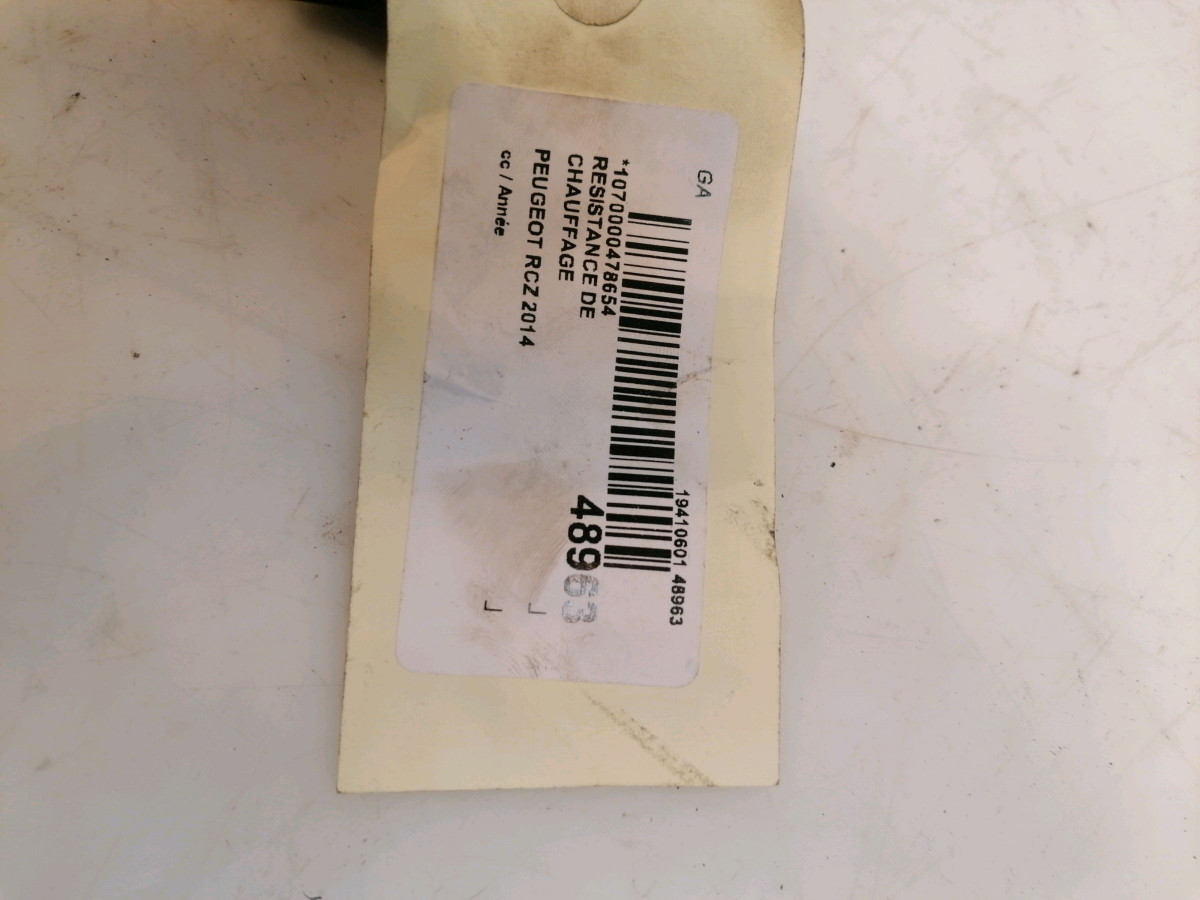 GA
19410601 48963
*1070000478654
RESISTANCE DE
CHAUFFAGE
48963
PEUGEOT RCZ 2014
cc / Année